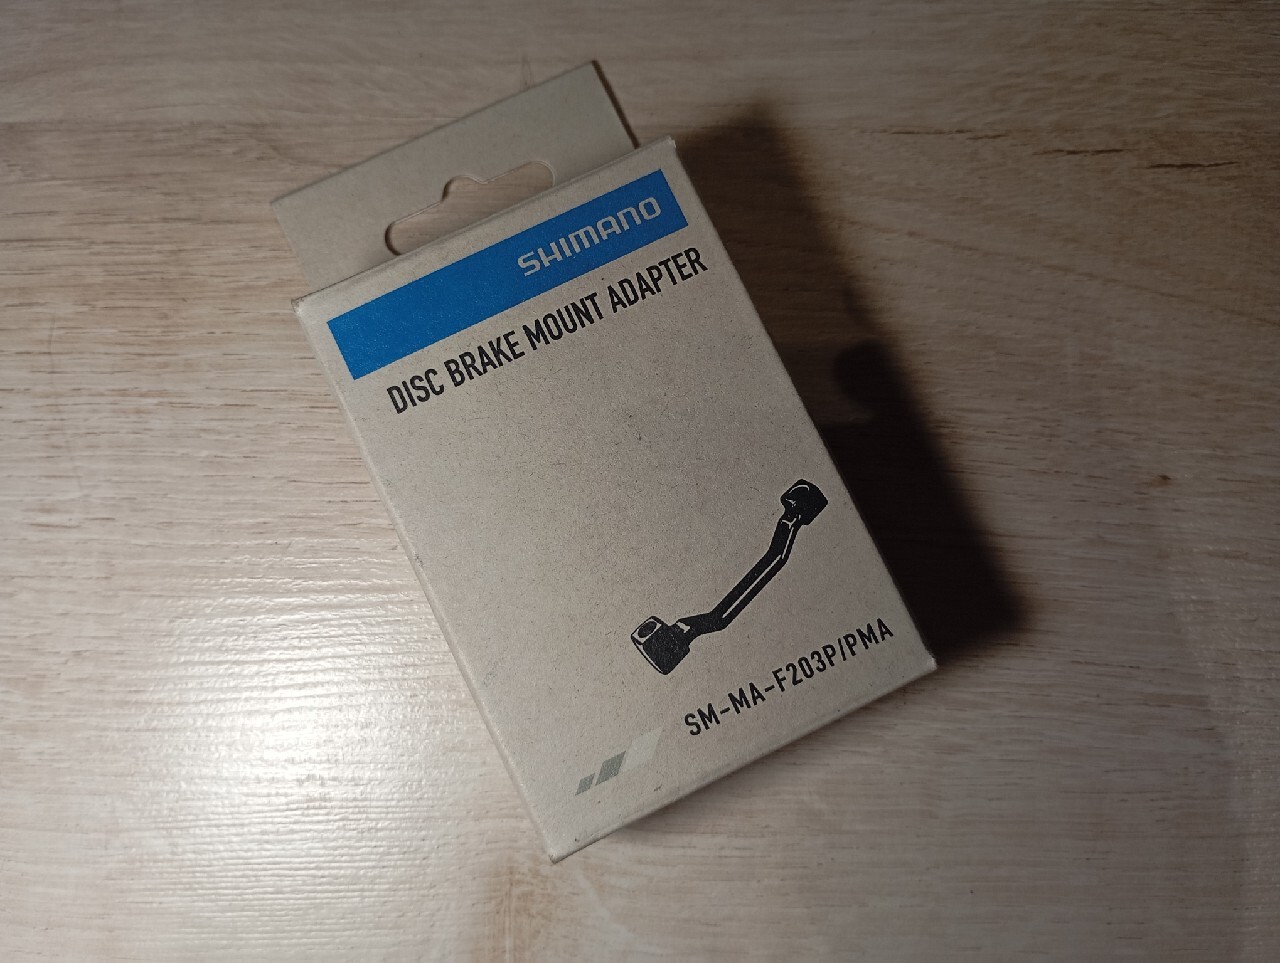 SHIMANO
DISC BRAKE MOUNT ADAPTER
SM-MA-F203P/PMA